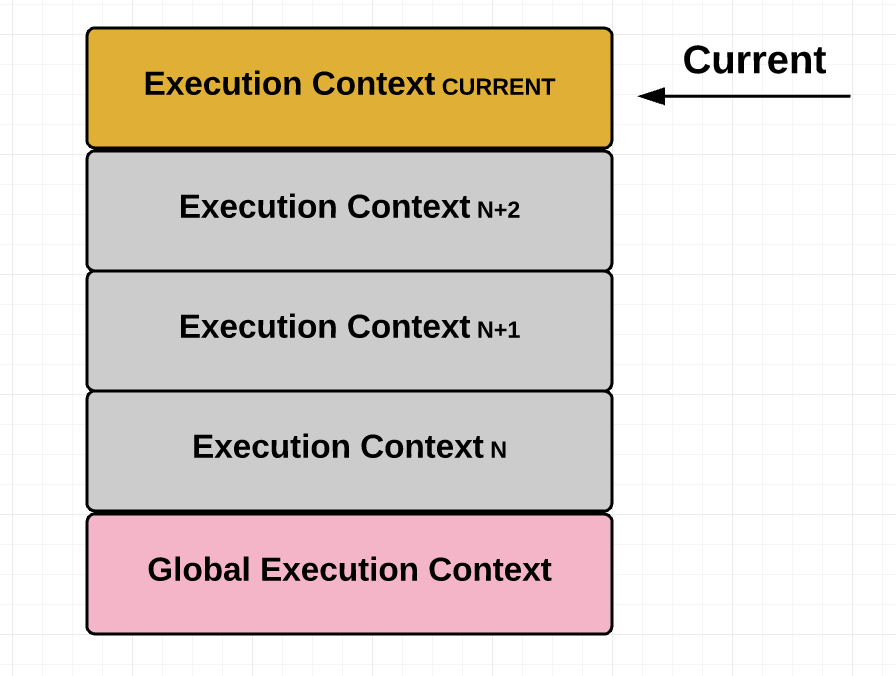 Execution Context CURRENT
Current
Execution Context N+2
Execution Context N+1
Execution Context N
Global Execution Context